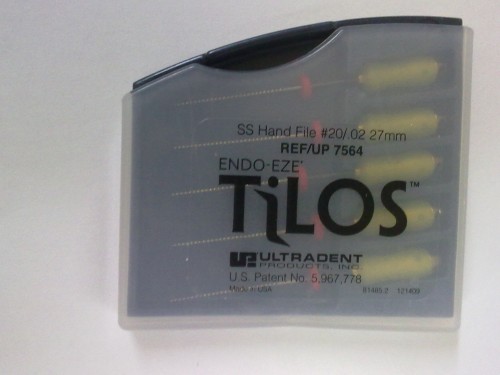 SS Hand File #20/.02 27mm
REF/UP 7564
ENDO-EZE®
TiLOS™
ULTRADENT
PRODUCTS, INC.
U.S. Patent No. 5,967,778
Made in USA